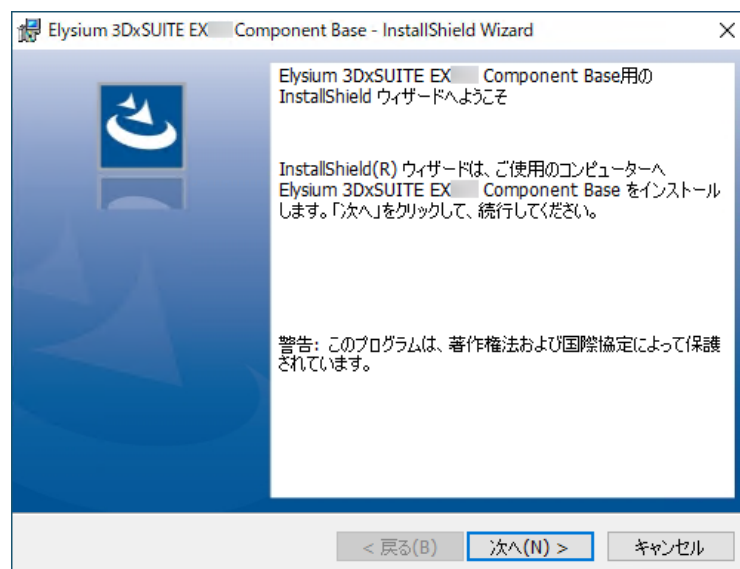 Elysium 3DxSUITE EX Component Base - InstallShield Wizard
Elysium 3DxSUITE EX Component Base用の
InstallShield ウィザードへようこそ
InstallShield(R) ウィザードは、ご使用のコンピューターへ
Elysium 3DxSUITE EX Component Base をインストール
します。「次へ」をクリックして、続行してください。
警告: このプログラムは、著作権法および国際協定によって保護
されています。
< 戻る(B)
次へ(N) >
キャンセル